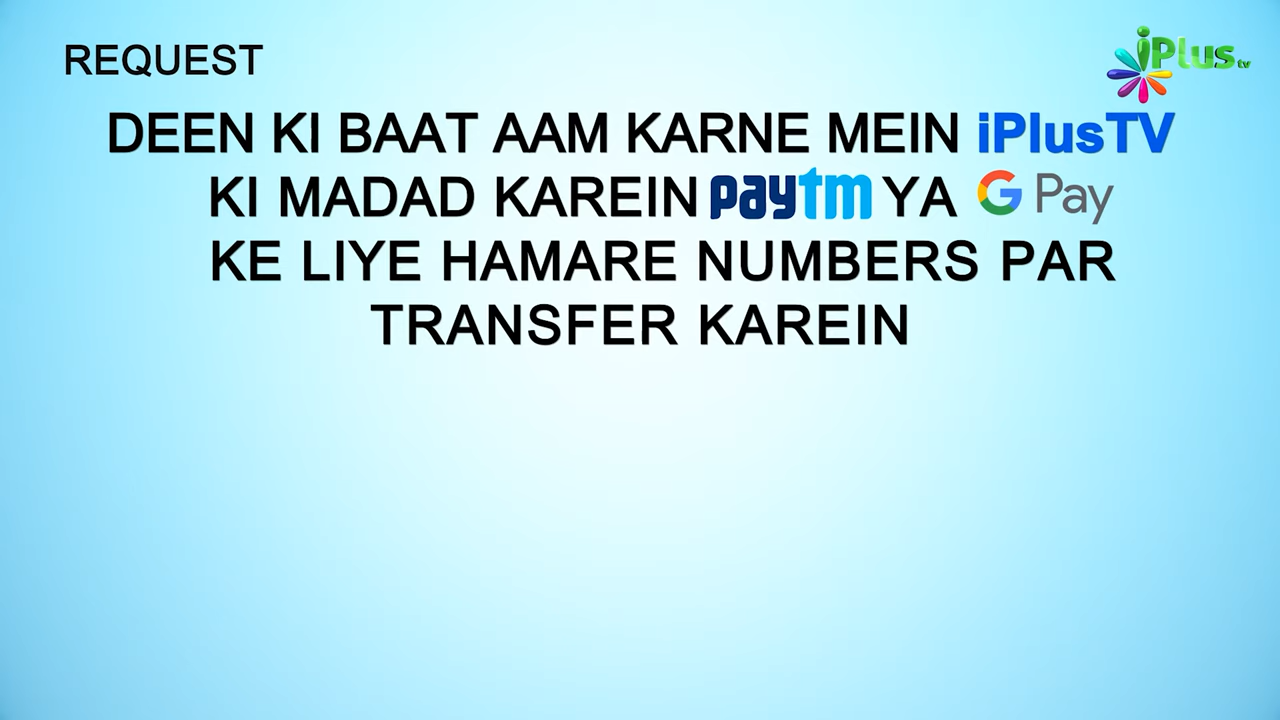 REQUEST
iPlus tv
DEEN KI BAAT AAM KARNE MEIN iPlusTV
KI MADAD KAREIN paytm YA G Pay
KE LIYE HAMARE NUMBERS PAR
TRANSFER KAREIN